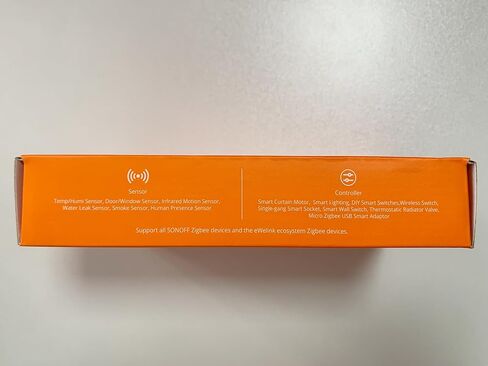 Sensor
Temp/Humi Sensor, Door/Window Sensor, Infrared Motion Sensor,
Water Leak Sensor, Smoke Sensor, Human Presence Sensor
Controller
Smart Curtain Motor, Smart Lighting, DIY Smart Switches,Wireless Switch,
Single-gang Smart Socket, Smart Wall Switch, Thermostatic Radiator Valve,
Micro Zigbee USB Smart Adaptor
Support all SONOFF Zigbee devices and the eWelink ecosystem Zigbee devices.